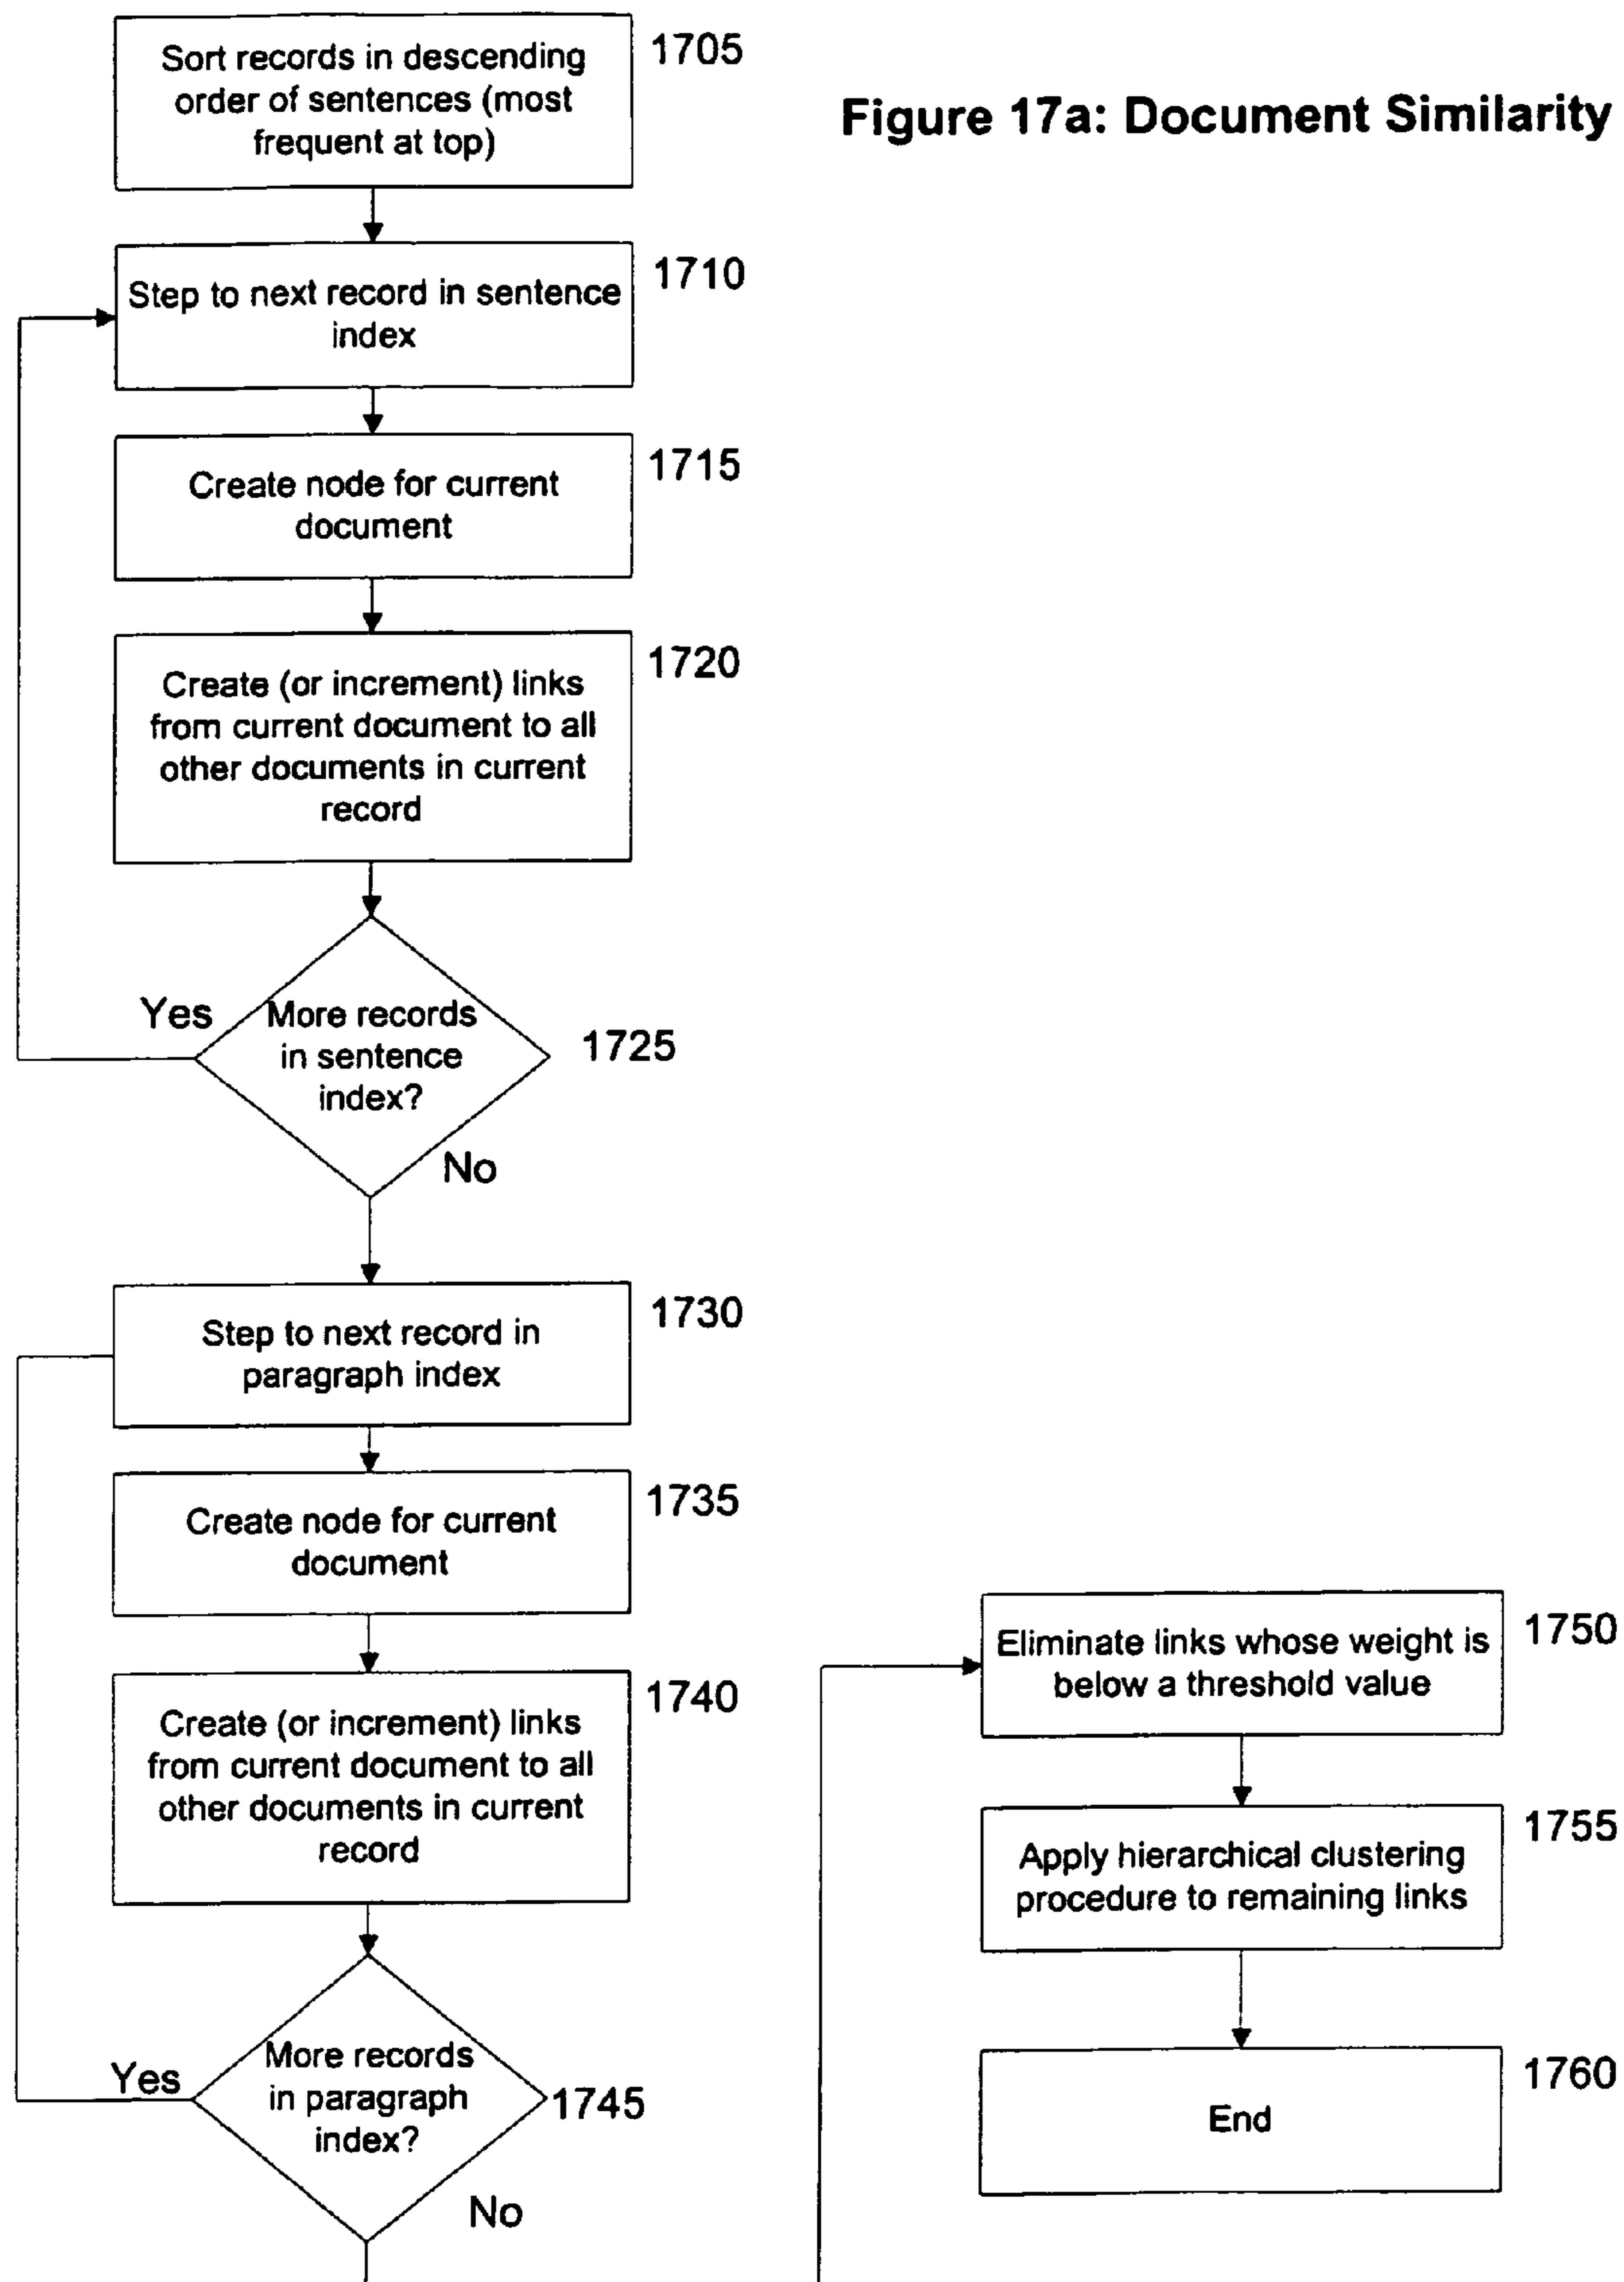 Figure 17a: Document Similarity
Sort records in descending
order of sentences (most
frequent at top)
1705
Step to next record in sentence
index
1710
Create node for current
document
1715
Create (or increment) links
from current document to all
other documents in current
record
1720
More records
in sentence
index?
1725
Yes
No
Step to next record in
paragraph index
1730
Create node for current
document
1735
Create (or increment) links
from current document to all
other documents in current
record
1740
More records
in paragraph
index?
1745
Yes
No
Eliminate links whose weight is
below a threshold value
1750
Apply hierarchical clustering
procedure to remaining links
1755
End
1760